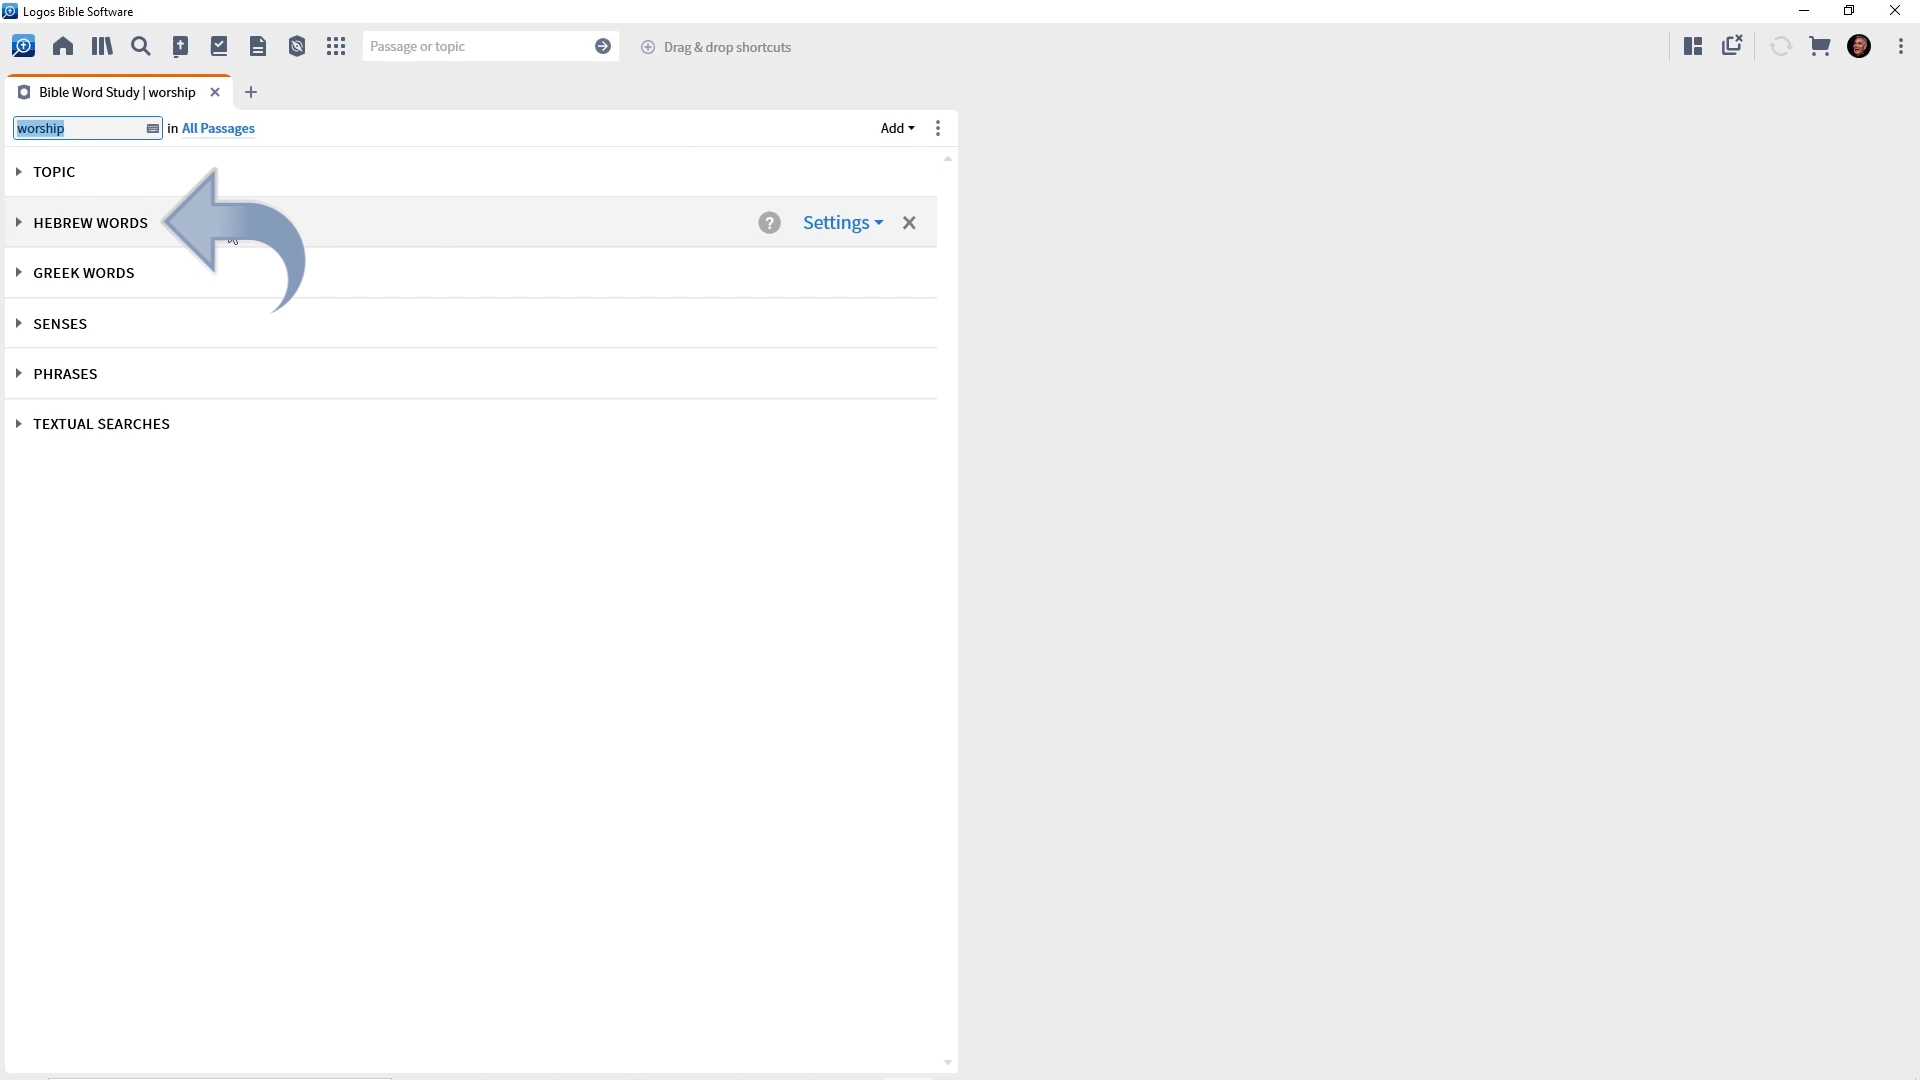 Logos Bible Software
Passage or topic
Drag & drop shortcuts
Bible Word Study | worship
worship in All Passages
Add
TOPIC
HEBREW WORDS
? Settings
GREEK WORDS
SENSES
PHRASES
TEXTUAL SEARCHES